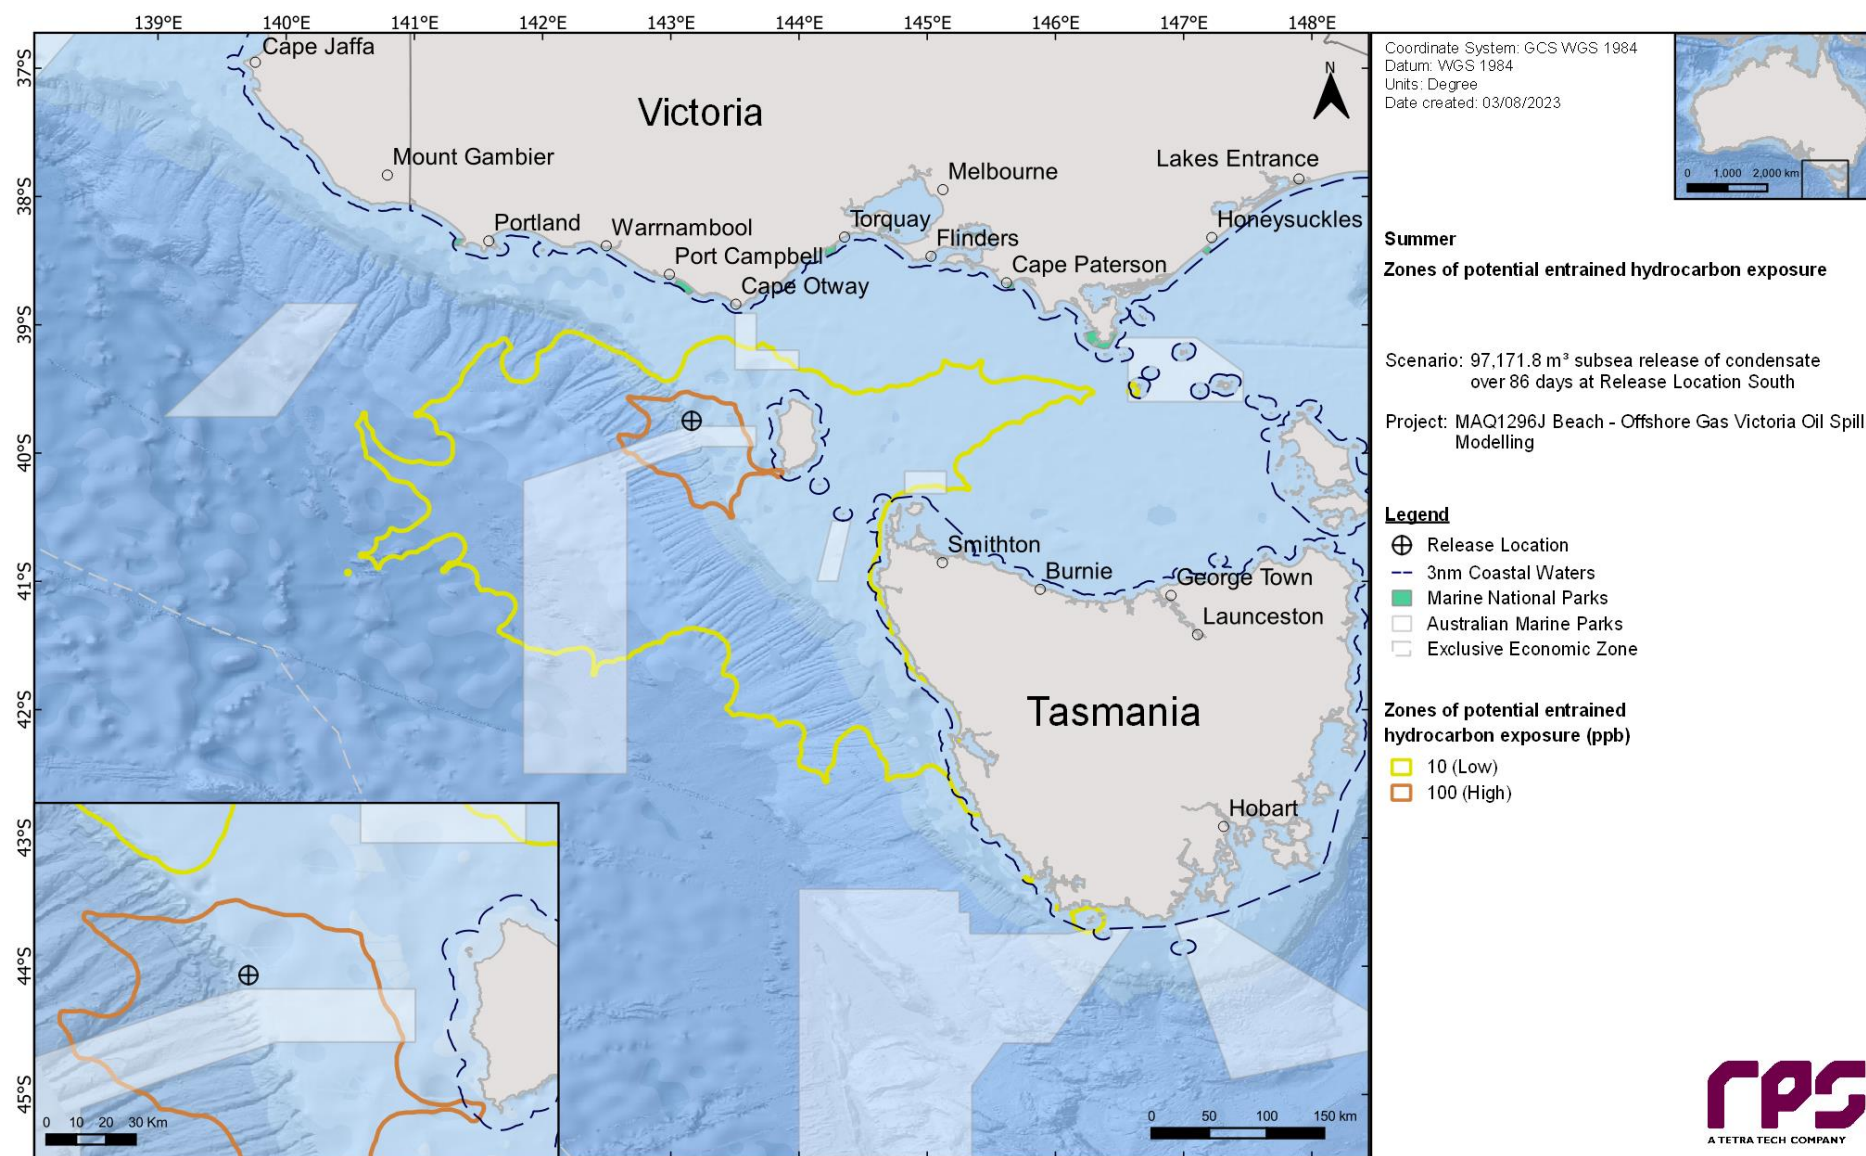 139°E 140°E 141°E 142°E 143°E 144°E 145°E 146°E 147°E 148°E
37°S
38°S
39°S
40°S
41°S
42°S
43°S
44°S
45°S
Cape Jaffa
Victoria
N
Mount Gambier
Melbourne
Lakes Entrance
Portland
Warrnambool
Torquay
Honeysuckles
Port Campbell
Flinders
Cape Paterson
Cape Otway
Smithton
Burnie
George Town
Launceston
Tasmania
Hobart
0 10 20 30 Km
0 50 100 150 km
Coordinate System: GCS WGS 1984
Datum: WGS 1984
Units: Degree
Date created: 03/08/2023
0 1,000 2,000 km
Summer
Zones of potential entrained hydrocarbon exposure
Scenario: 97,171.8 m³ subsea release of condensate
over 86 days at Release Location South
Project: MAQ1296J Beach - Offshore Gas Victoria Oil Spill
Modelling
Legend
Release Location
3nm Coastal Waters
Marine National Parks
Australian Marine Parks
Exclusive Economic Zone
Zones of potential entrained
hydrocarbon exposure (ppb)
10 (Low)
100 (High)
rps
A TETRA TECH COMPANY